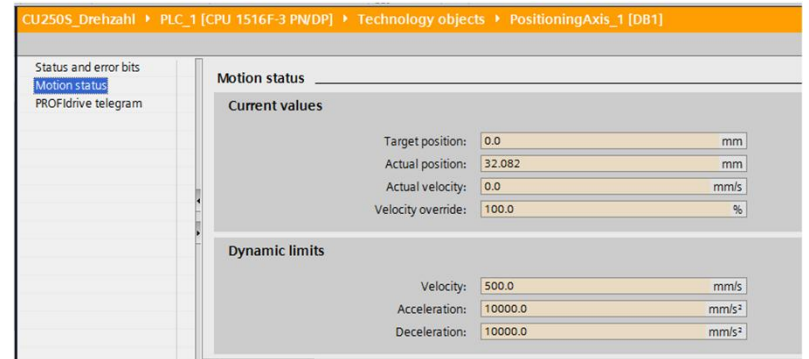 CU250S_Drehzahl ▸ PLC_1 [CPU 1516F-3 PN/DP] ▸ Technology objects ▸ PositioningAxis_1 [DB1]
Status and error bits
Motion status
PROFIdrive telegram
Motion status
Current values
Target position: 0.0 mm
Actual position: 32.082 mm
Actual velocity: 0.0 mm/s
Velocity override: 100.0 %
Dynamic limits
Velocity: 500.0 mm/s
Acceleration: 10000.0 mm/s²
Deceleration: 10000.0 mm/s²